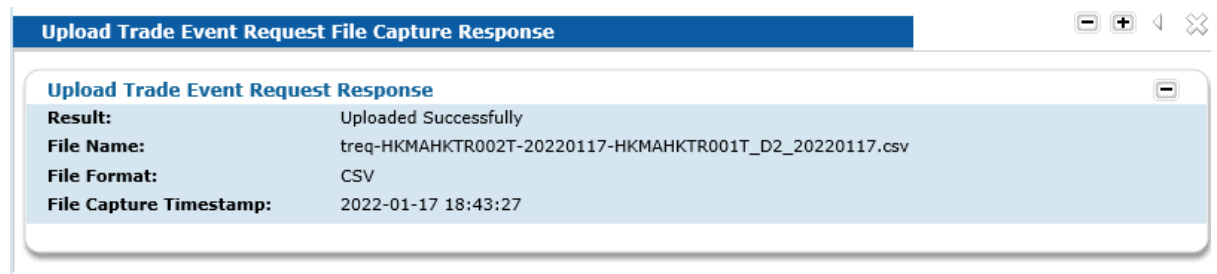 Upload Trade Event Request File Capture Response
Upload Trade Event Request Response
Result: Uploaded Successfully
File Name: treq-HKMAHKTR002T-20220117-HKMAHKTR001T_D2_20220117.csv
File Format: CSV
File Capture Timestamp: 2022-01-17 18:43:27